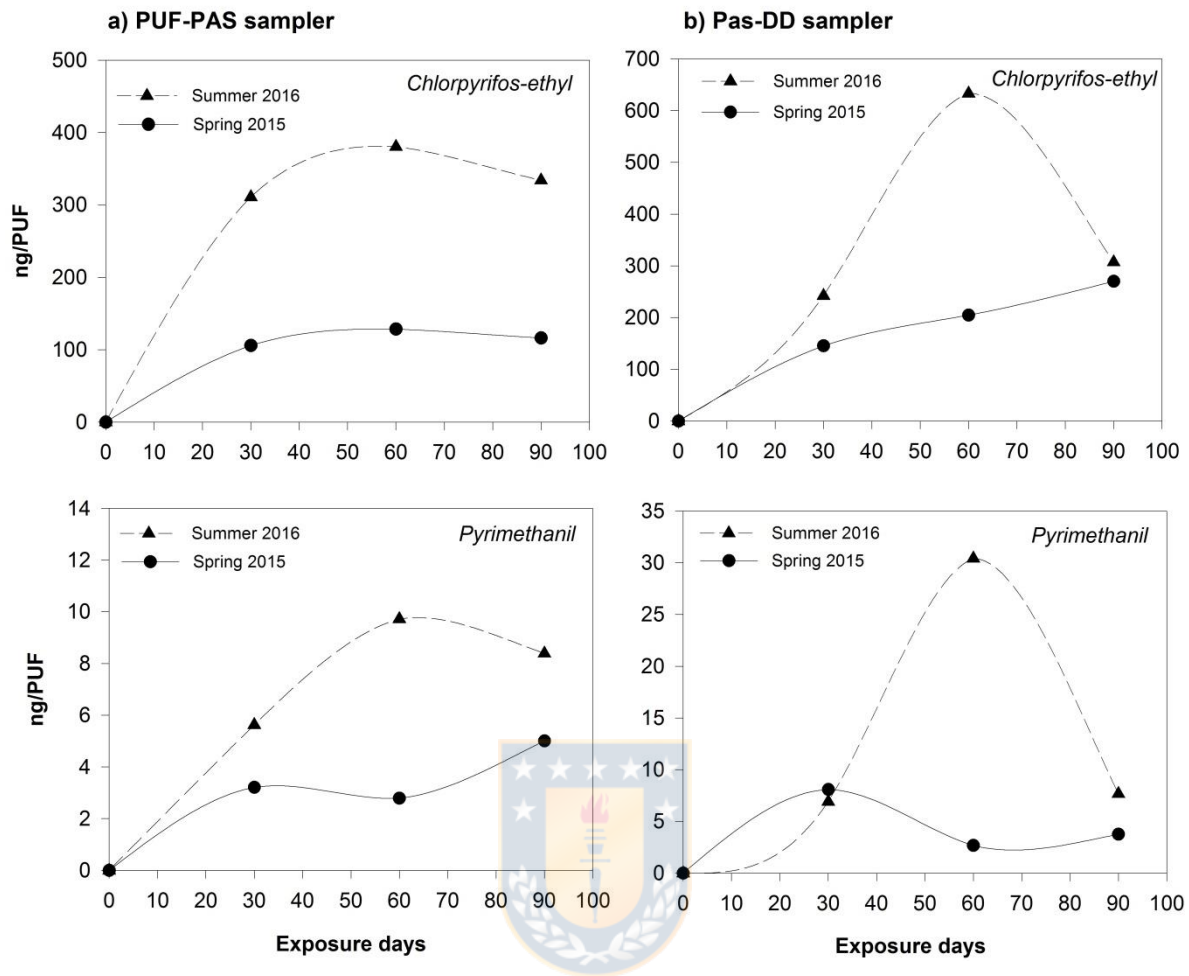 a) PUF-PAS sampler
500
400
300
200
100
0
ng/PUF
Chlorpyrifos-ethyl
Summer 2016
Spring 2015
0 10 20 30 40 50 60 70 80 90 100
b) Pas-DD sampler
700
600
500
400
300
200
100
0
Chlorpyrifos-ethyl
Summer 2016
Spring 2015
0 10 20 30 40 50 60 70 80 90 100
14
12
10
8
6
4
2
0
ng/PUF
Pyrimethanil
Summer 2016
Spring 2015
0 10 20 30 40 50 60 70 80 90 100
Exposure days
35
30
25
20
15
10
5
0
Pyrimethanil
Summer 2016
Spring 2015
0 10 20 30 40 50 60 70 80 90 100
Exposure days